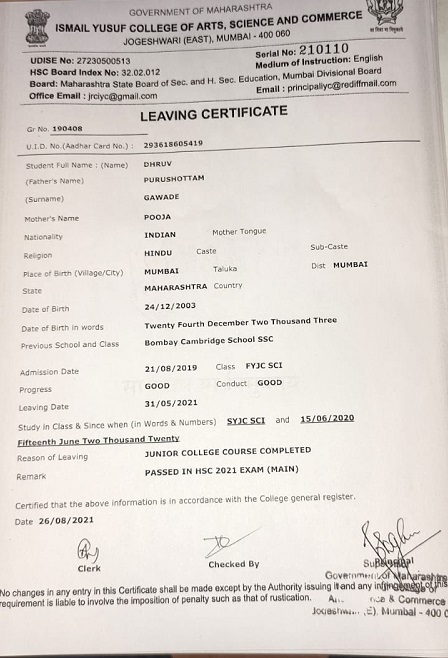 GOVERNMENT OF MAHARASHTRA
ISMAIL YUSUF COLLEGE OF ARTS, SCIENCE AND COMMERCE
JOGESHWARI (EAST), MUMBAI - 400 060
UDISE No: 27230500513 Serial No: 210110
HSC Board Index No: 32.02.012 Medium of Instruction: English
Board: Maharashtra State Board of Sec. and H. Sec. Education, Mumbai Divisional Board
Office Email : jrciyc@gmail.com Email : principaliyc@rediffmail.com
LEAVING CERTIFICATE
Gr No. 190408
U.I.D. No.(Aadhar Card No.) : 293618605419
Student Full Name : (Name) DHRUV
(Father's Name) PURUSHOTTAM
(Surname) GAWADE
Mother's Name POOJA
Nationality INDIAN Mother Tongue
Religion HINDU Caste Sub-Caste
Place of Birth (Village/City) MUMBAI Taluka Dist MUMBAI
State MAHARASHTRA Country
Date of Birth 24/12/2003
Date of Birth in words Twenty Fourth December Two Thousand Three
Previous School and Class Bombay Cambridge School SSC
Admission Date 21/08/2019 Class FYJC SCI
Progress GOOD Conduct GOOD
Leaving Date 31/05/2021
Study in Class & Since when (in Words & Numbers) SYJC SCI and 15/06/2020
Fifteenth June Two Thousand Twenty
Reason of Leaving JUNIOR COLLEGE COURSE COMPLETED
Remark PASSED IN HSC 2021 EXAM (MAIN)
Certified that the above information is in accordance with the College general register.
Date 26/08/2021
Clerk Checked By
Government of Maharashtra
No changes in any entry in this Certificate shall be made except by the Authority issuing it and any infringement of this
requirement is liable to involve the imposition of penalty such as that of rustication. & Commerce
(E), Mumbai - 400 0